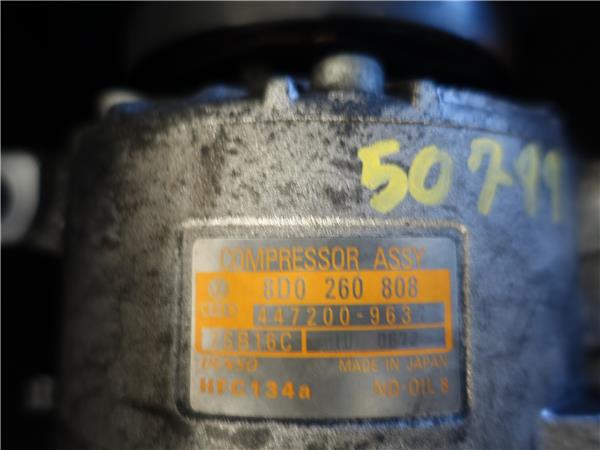 50799
COMPRESSOR ASSY
8D0 260 808
447200-963
7SB16C
DENSO MADE IN JAPAN
HFC134a ND-OIL 8